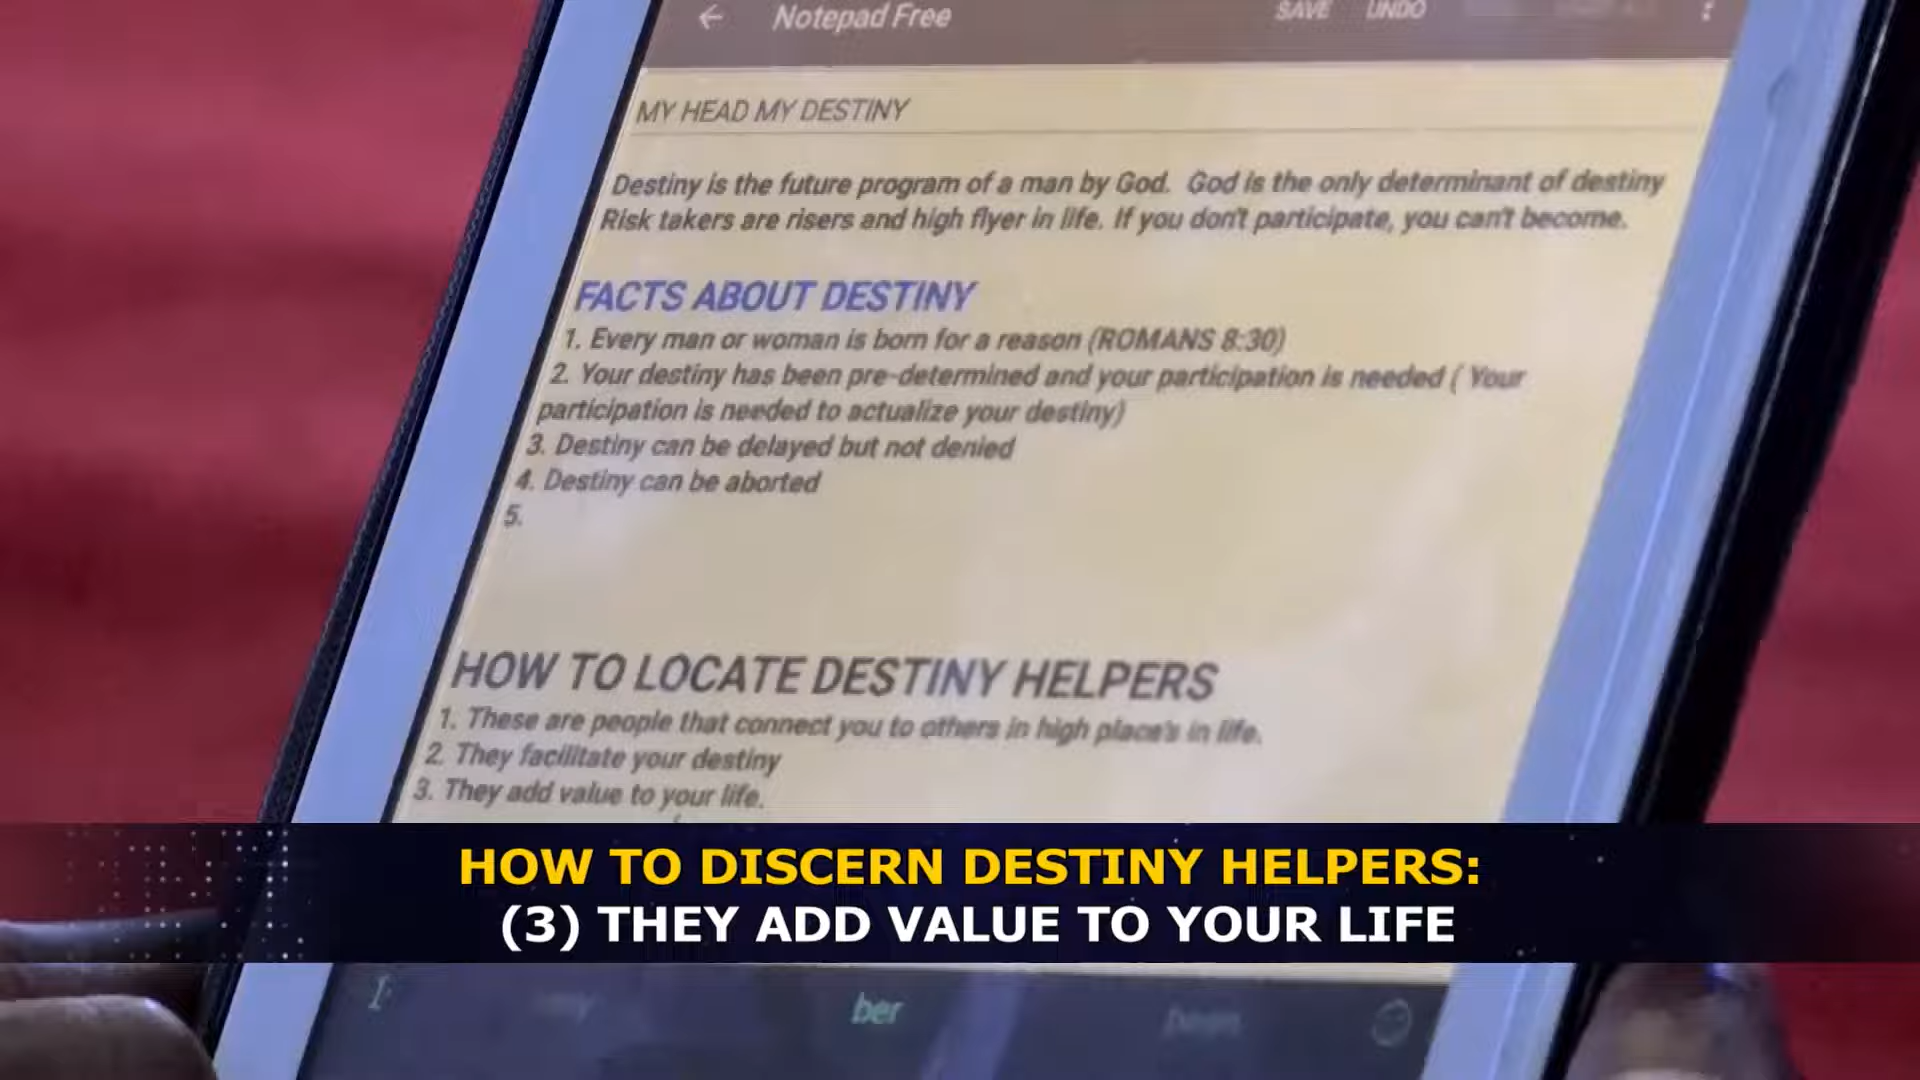 Notepad Free
SAVE UNDO
MY HEAD MY DESTINY
Destiny is the future program of a man by God. God is the only determinant of destiny
Risk takers are risers and high flyer in life. If you don't participate, you can't become.
FACTS ABOUT DESTINY
1. Every man or woman is born for a reason (ROMANS 8:30)
2. Your destiny has been pre-determined and your participation is needed ( Your
participation is needed to actualize your destiny)
3. Destiny can be delayed but not denied
4. Destiny can be aborted
5.
HOW TO LOCATE DESTINY HELPERS
1. These are people that connect you to others in high place's in life.
2. They facilitate your destiny
3. They add value to your life.
HOW TO DISCERN DESTINY HELPERS:
(3) THEY ADD VALUE TO YOUR LIFE
ber